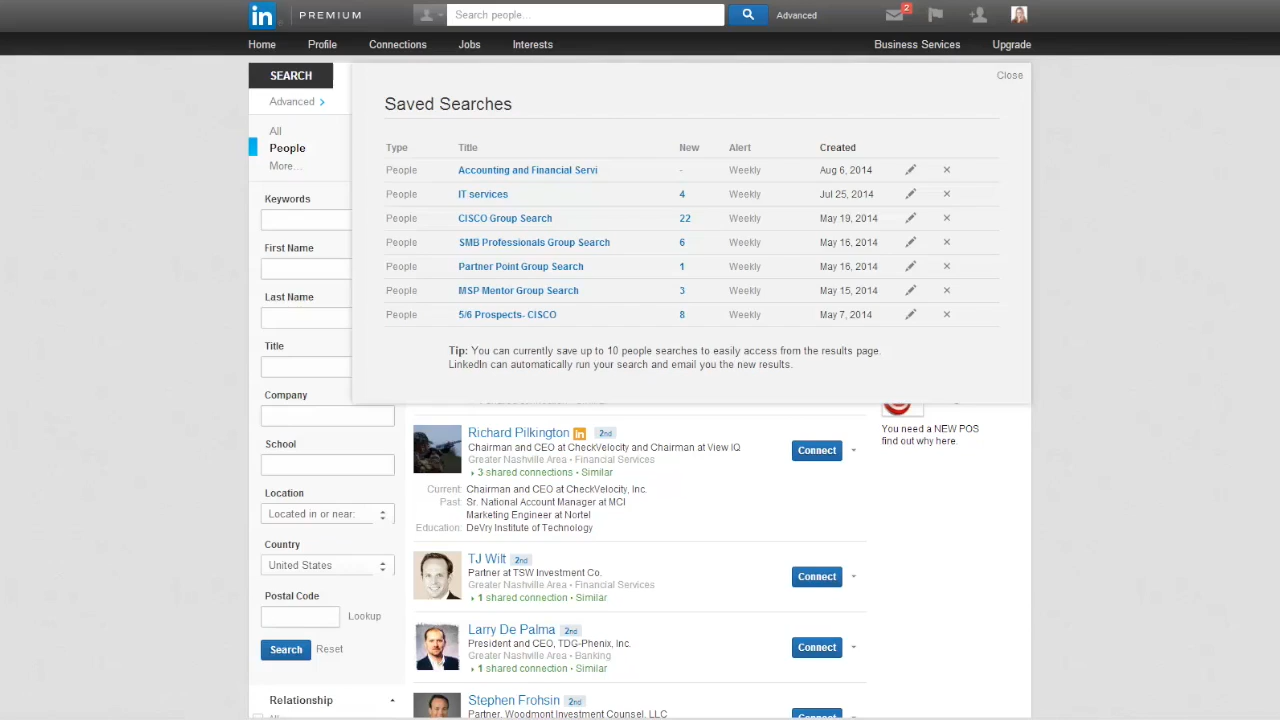 in PREMIUM Search people... Advanced 2
Home Profile Connections Jobs Interests Business Services Upgrade
SEARCH
Advanced
All
People
More...
Keywords
First Name
Last Name
Title
Company
School
Location
Located in or near:
Country
United States
Postal Code
Lookup
Search Reset
Relationship
Close
Saved Searches
Type Title New Alert Created
People Accounting and Financial Servi - Weekly Aug 6, 2014
People IT services 4 Weekly Jul 25, 2014
People CISCO Group Search 22 Weekly May 19, 2014
People SMB Professionals Group Search 6 Weekly May 16, 2014
People Partner Point Group Search 1 Weekly May 16, 2014
People MSP Mentor Group Search 3 Weekly May 15, 2014
People 5/6 Prospects- CISCO 8 Weekly May 7, 2014
Tip: You can currently save up to 10 people searches to easily access from the results page.
LinkedIn can automatically run your search and email you the new results.
Richard Pilkington in 2nd
Chairman and CEO at CheckVelocity and Chairman at View IQ
Greater Nashville Area • Financial Services
3 shared connections • Similar
Connect
Current: Chairman and CEO at CheckVelocity, Inc.
Past: Sr. National Account Manager at MCI
Marketing Engineer at Nortel
Education: DeVry Institute of Technology
TJ Wilt 2nd
Partner at TSW Investment Co.
Greater Nashville Area • Financial Services
1 shared connection • Similar
Connect
Larry De Palma 2nd
President and CEO, TDG-Phenix, Inc.
Greater Nashville Area • Banking
1 shared connection • Similar
Connect
Stephen Frohsin 2nd
Partner, Woodmont Investment Counsel, LLC
Connect
You need a NEW POS
find out why here.